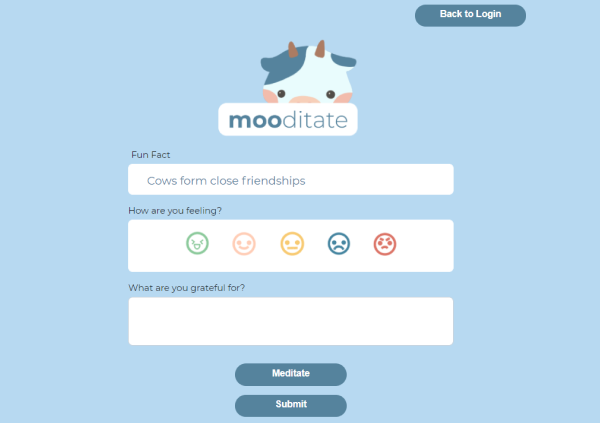 Back to Login
mooditate
Fun Fact
Cows form close friendships
How are you feeling?
What are you grateful for?
Meditate
Submit